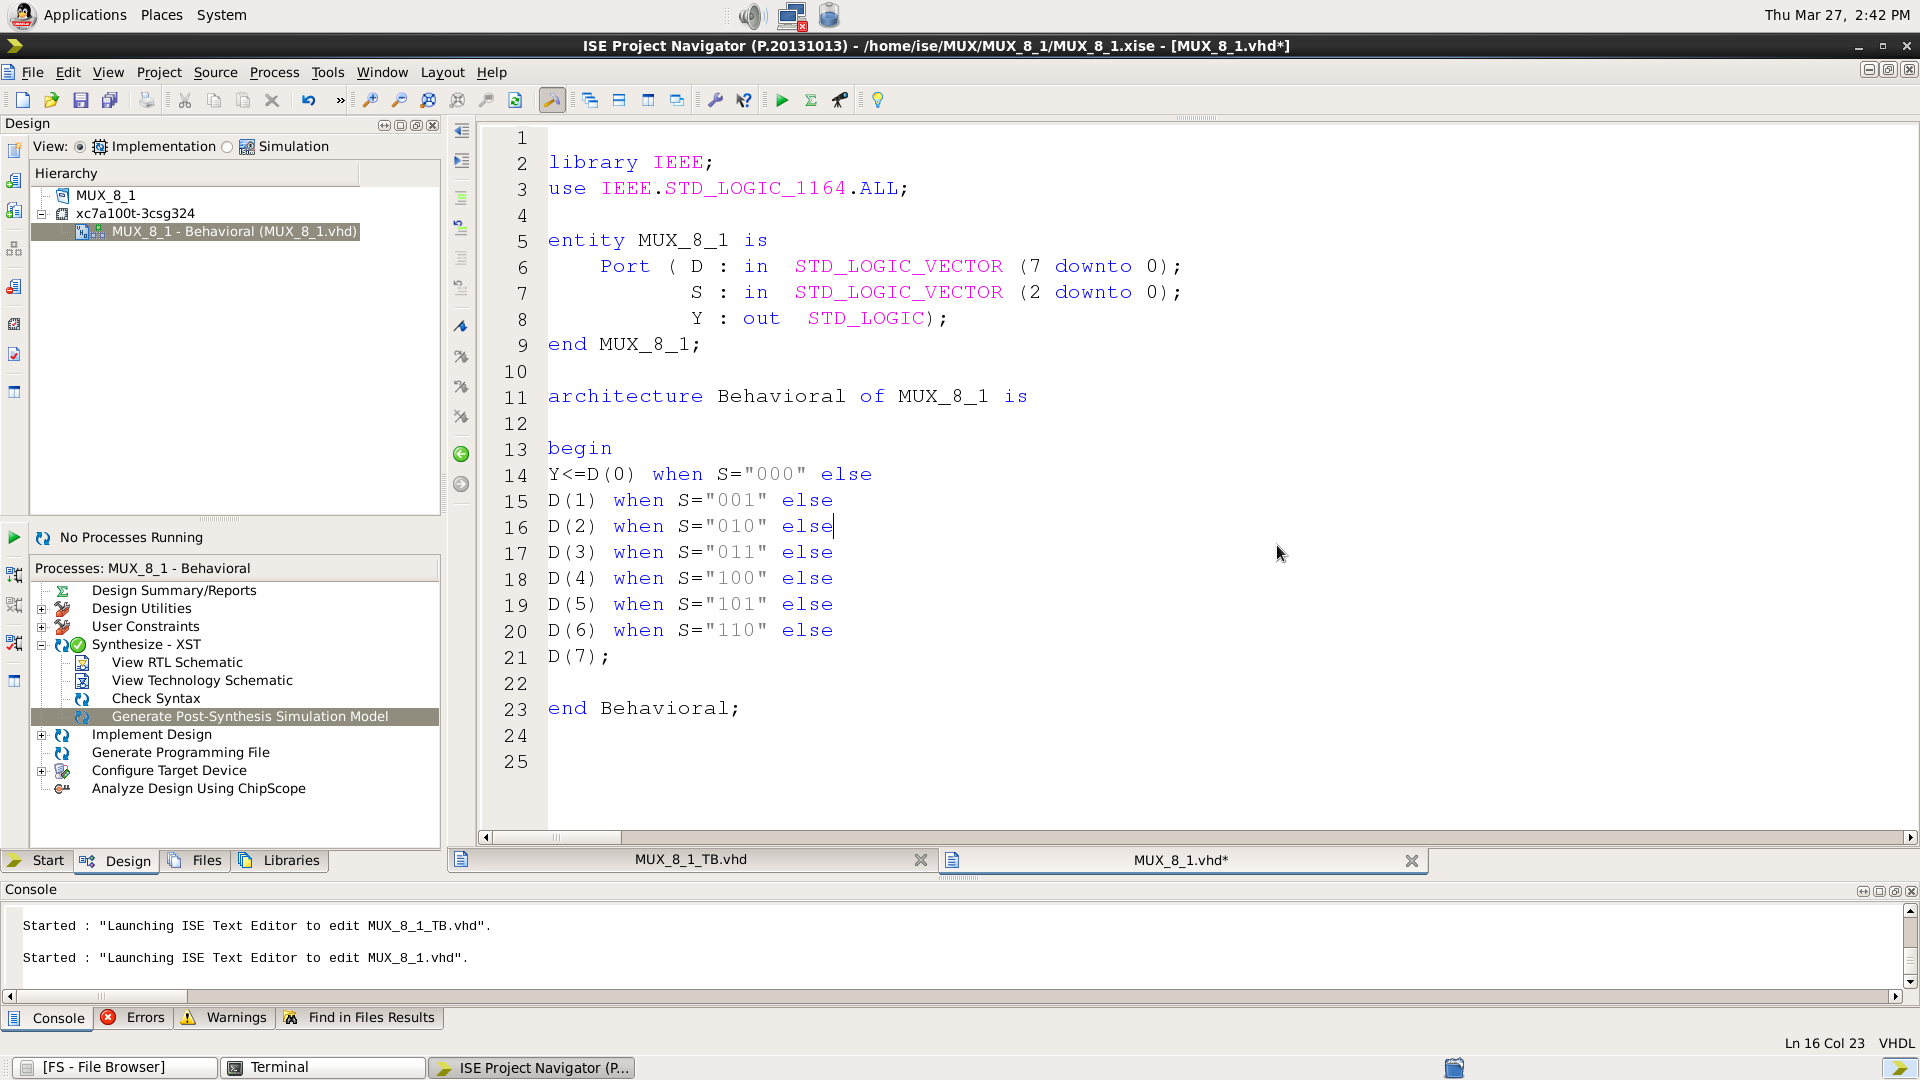 Applications Places System
Thu Mar 27, 2:42 PM
ISE Project Navigator (P.20131013) - /home/ise/MUX/MUX_8_1/MUX_8_1.xise - [MUX_8_1.vhd*]
File Edit View Project Source Process Tools Window Layout Help
»
Design
View: Implementation Simulation
Hierarchy
MUX_8_1
xc7a100t-3csg324
MUX_8_1 - Behavioral (MUX_8_1.vhd)
No Processes Running
Processes: MUX_8_1 - Behavioral
Design Summary/Reports
Design Utilities
User Constraints
Synthesize - XST
View RTL Schematic
View Technology Schematic
Check Syntax
Generate Post-Synthesis Simulation Model
Implement Design
Generate Programming File
Configure Target Device
Analyze Design Using ChipScope
Start Design Files Libraries
1
2 library IEEE;
3 use IEEE.STD_LOGIC_1164.ALL;
4
5 entity MUX_8_1 is
6     Port ( D : in  STD_LOGIC_VECTOR (7 downto 0);
7            S : in  STD_LOGIC_VECTOR (2 downto 0);
8            Y : out  STD_LOGIC);
9 end MUX_8_1;
10
11 architecture Behavioral of MUX_8_1 is
12
13 begin
14 Y<=D(0) when S="000" else
15 D(1) when S="001" else
16 D(2) when S="010" else
17 D(3) when S="011" else
18 D(4) when S="100" else
19 D(5) when S="101" else
20 D(6) when S="110" else
21 D(7);
22
23 end Behavioral;
24
25
MUX_8_1_TB.vhd MUX_8_1.vhd*
Console
Started : "Launching ISE Text Editor to edit MUX_8_1_TB.vhd".
Started : "Launching ISE Text Editor to edit MUX_8_1.vhd".
Console Errors Warnings Find in Files Results
Ln 16 Col 23 VHDL
[FS - File Browser] Terminal ISE Project Navigator (P...